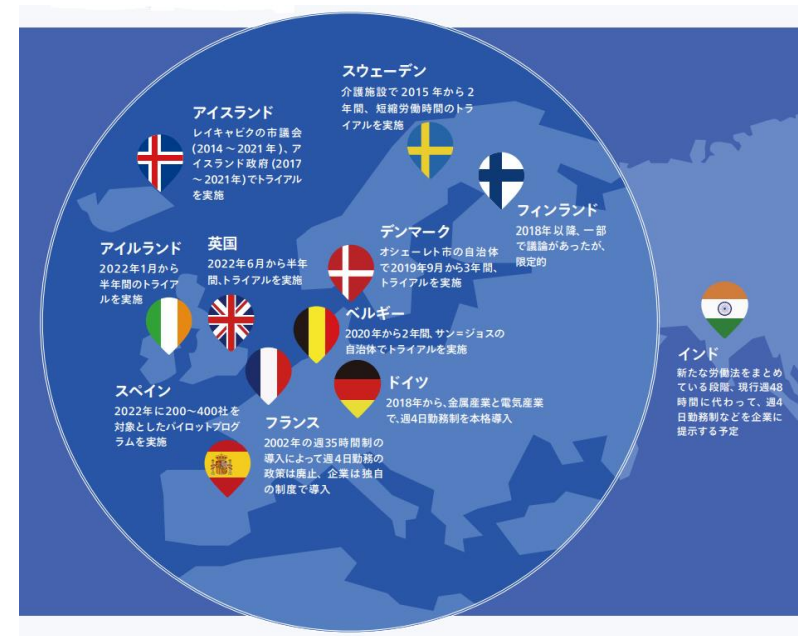 スウェーデン
介護施設で 2015 年から 2
年間、短縮労働時間のトラ
イアルを実施
アイスランド
レイキャビクの市議会
(2014 ～ 2021 年)、ア
イスランド政府 (2017
～ 2021年)でトライアル
を実施
フィンランド
2018年以降、一部
で議論があったが、
限定的
デンマーク
オシェーレト市の自治体
で2019年9月から3年間、
トライアルを実施
アイルランド
2022年1月から
半年間のトライア
ルを実施
英国
2022年6月から半年
間、トライアルを実施
ベルギー
2020年から2年間、サン=ジョスの
自治体でトライアルを実施
インド
新たな労働法をまとめ
ている段階、現行週48
時間に代わって、週4
日勤務制などを企業に
提示する予定
ドイツ
2018年から、金属産業と電気産業
で、週4日勤務制を本格導入
スペイン
2022年に200～400社を
対象としたパイロットプログ
ラムを実施
フランス
2002年の週35時間制の
導入によって週4日勤務の
政策は廃止、企業は独自
の制度で導入